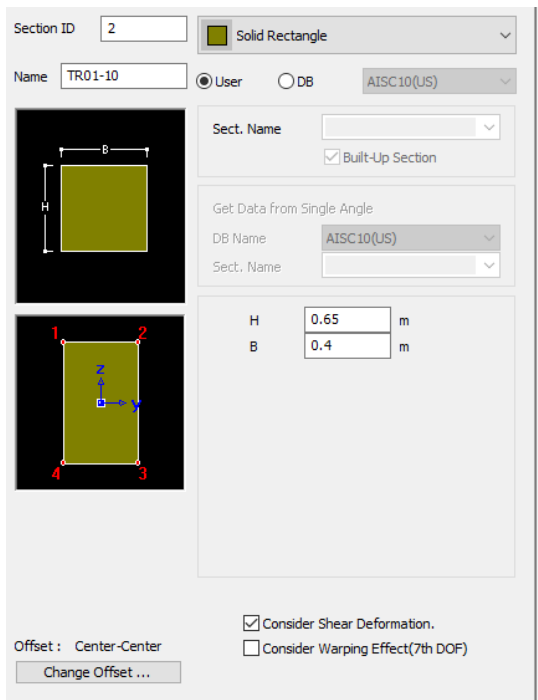 Section ID 2 Solid Rectangle
Name TR01-10 User DB AISC10(US)
Sect. Name
Built-Up Section
B
H
Get Data from Single Angle
DB Name AISC10(US)
Sect. Name
H 0.65 m
B 0.4 m
1 2
z
y
4 3
Consider Shear Deformation.
Offset : Center-Center Consider Warping Effect(7th DOF)
Change Offset ...